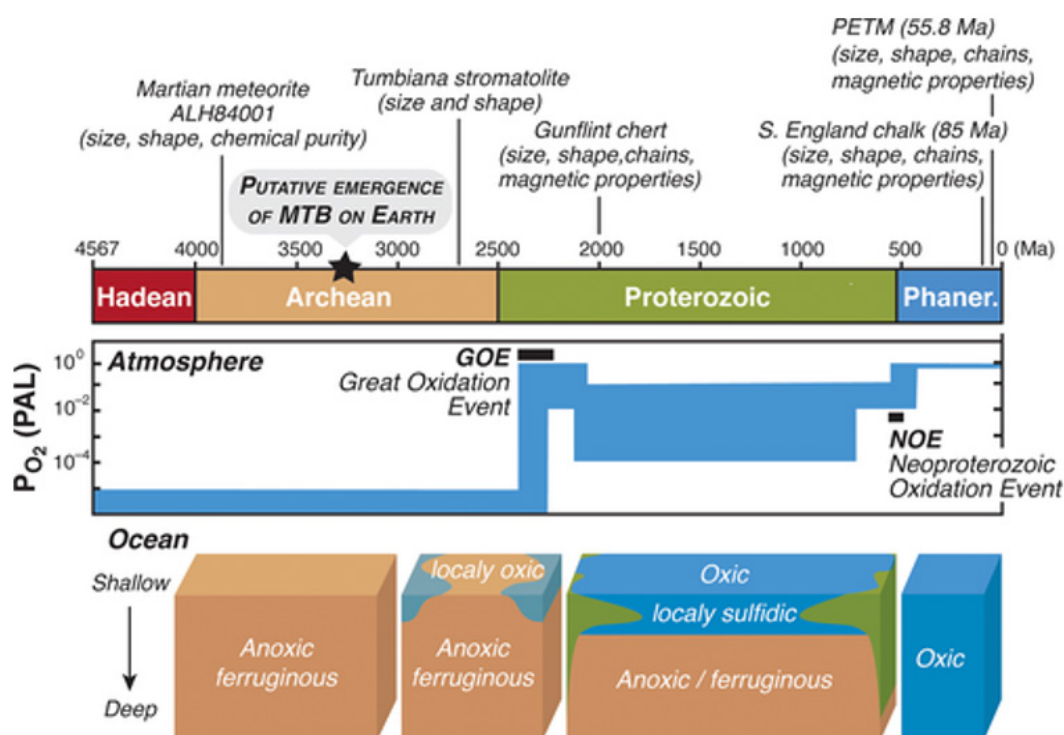 PETM (55.8 Ma)
(size, shape, chains,
magnetic properties)
Martian meteorite
ALH84001
(size, shape, chemical purity)
Tumbiana stromatolite
(size and shape)
Gunflint chert
(size, shape,chains,
magnetic properties)
S. England chalk (85 Ma)
(size, shape, chains,
magnetic properties)
PUTATIVE EMERGENCE
OF MTB ON EARTH
4567 4000 3500 3000 2500 2000 1500 1000 500 0 (Ma)
Hadean Archean Proterozoic Phaner.
Atmosphere
GOE
Great Oxidation
Event
NOE
Neoproterozoic
Oxidation Event
P_O₂ (PAL)
10⁰
10⁻²
10⁻⁴
Ocean
Shallow
Deep
Anoxic
ferruginous
localy oxic
Anoxic
ferruginous
Oxic
localy sulfidic
Anoxic / ferruginous
Oxic